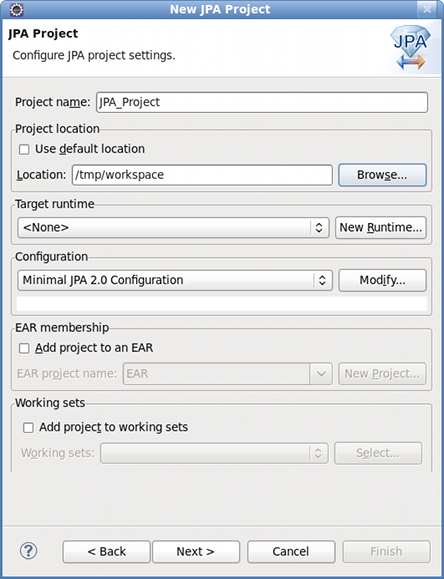 New JPA Project
JPA Project
Configure JPA project settings.
JPA
Project name: JPA_Project
Project location
Use default location
Location: /tmp/workspace Browse...
Target runtime
<None> New Runtime...
Configuration
Minimal JPA 2.0 Configuration Modify...
EAR membership
Add project to an EAR
EAR project name: EAR New Project...
Working sets
Add project to working sets
Working sets: Select...
? < Back Next > Cancel Finish